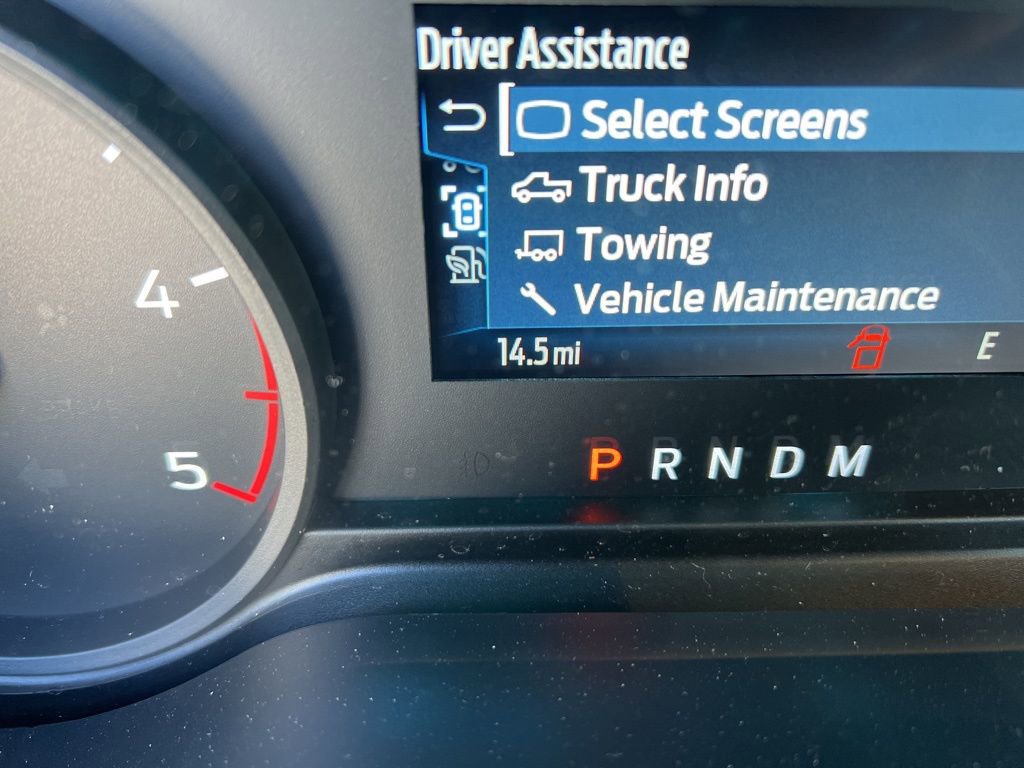 Driver Assistance
Select Screens
Truck Info
Towing
Vehicle Maintenance
14.5 mi
E
4
5
P R N D M